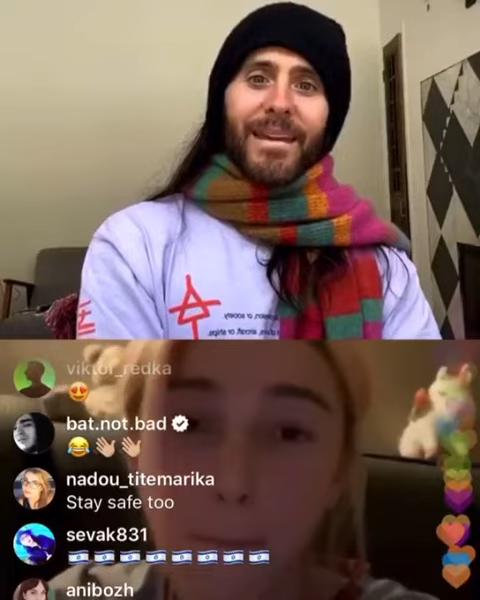 viktor_redka
😍
bat.not.bad
😂👋🏼👋🏼
nadou_titemarika
Stay safe too
sevak831
🇮🇱🇮🇱🇮🇱🇮🇱🇮🇱🇮🇱🇮🇱🇮🇱
anibozh